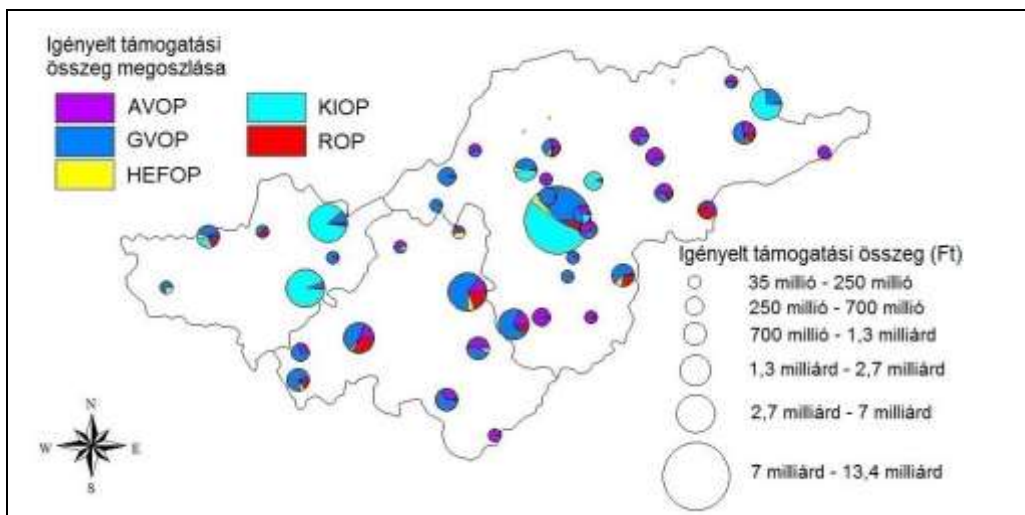 Igényelt támogatási
összeg megoszlása
AVOP
KIOP
GVOP
ROP
HEFOP
Igényelt támogatási összeg (Ft)
35 millió - 250 millió
250 millió - 700 millió
700 millió - 1,3 milliárd
1,3 milliárd - 2,7 milliárd
2,7 milliárd - 7 milliárd
7 milliárd - 13,4 milliárd
N
W
E
S